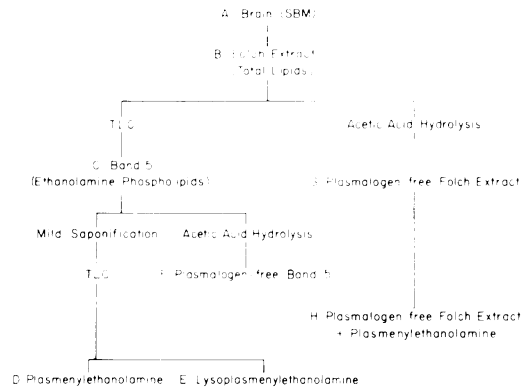 A. Brain (SBM)
B. Folch Extract
(Total Lipids)
TLC
Acetic Acid Hydrolysis
C. Band 5
(Ethanolamine Phospholipids)
G. Plasmalogen free Folch Extract
Mild Saponification
Acetic Acid Hydrolysis
TLC
F. Plasmalogen free Band 5
H. Plasmalogen free Folch Extract
+ Plasmenylethanolamine
D. Plasmenylethanolamine
E. Lysoplasmenylethanolamine